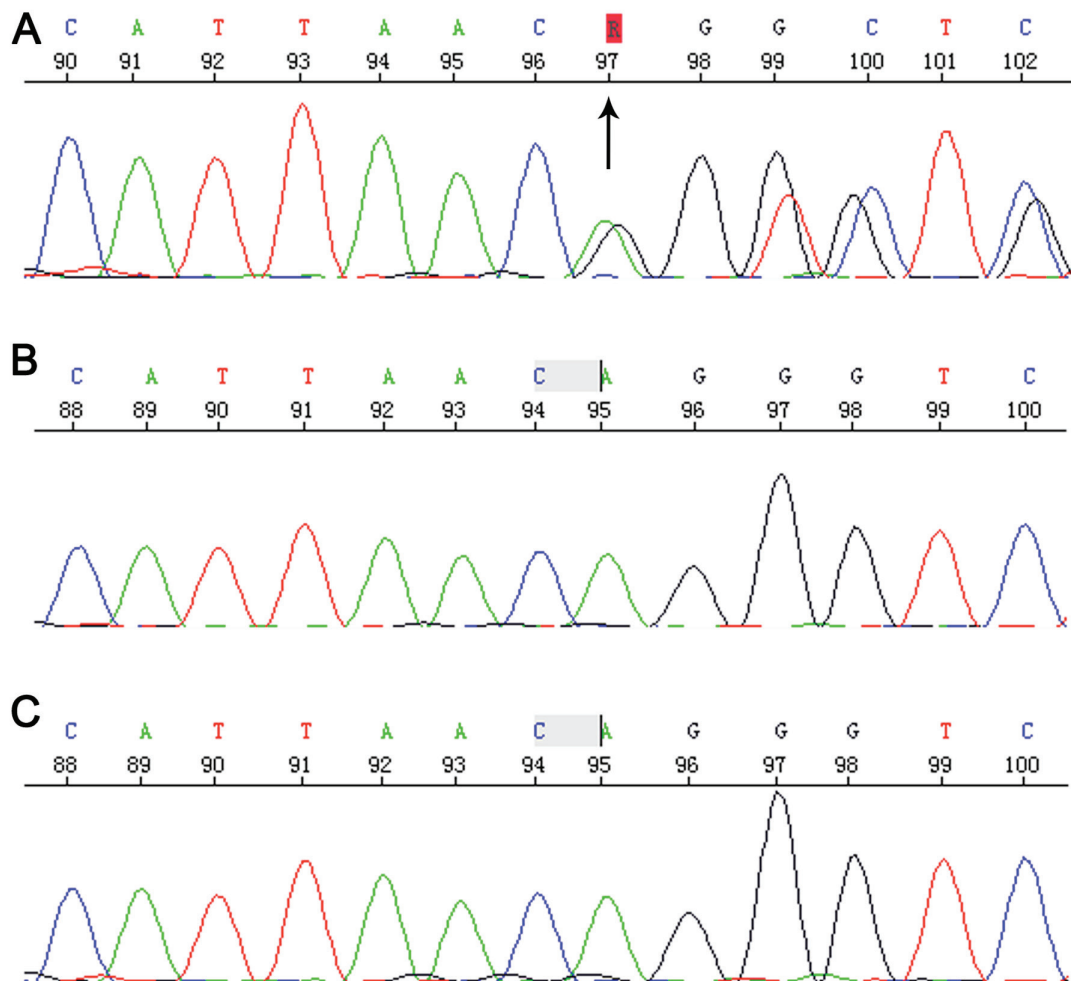 A
C A T T A A C R G G C T C
90 91 92 93 94 95 96 97 98 99 100 101 102
B
C A T T A A C A G G G T C
88 89 90 91 92 93 94 95 96 97 98 99 100
C
C A T T A A C A G G G T C
88 89 90 91 92 93 94 95 96 97 98 99 100